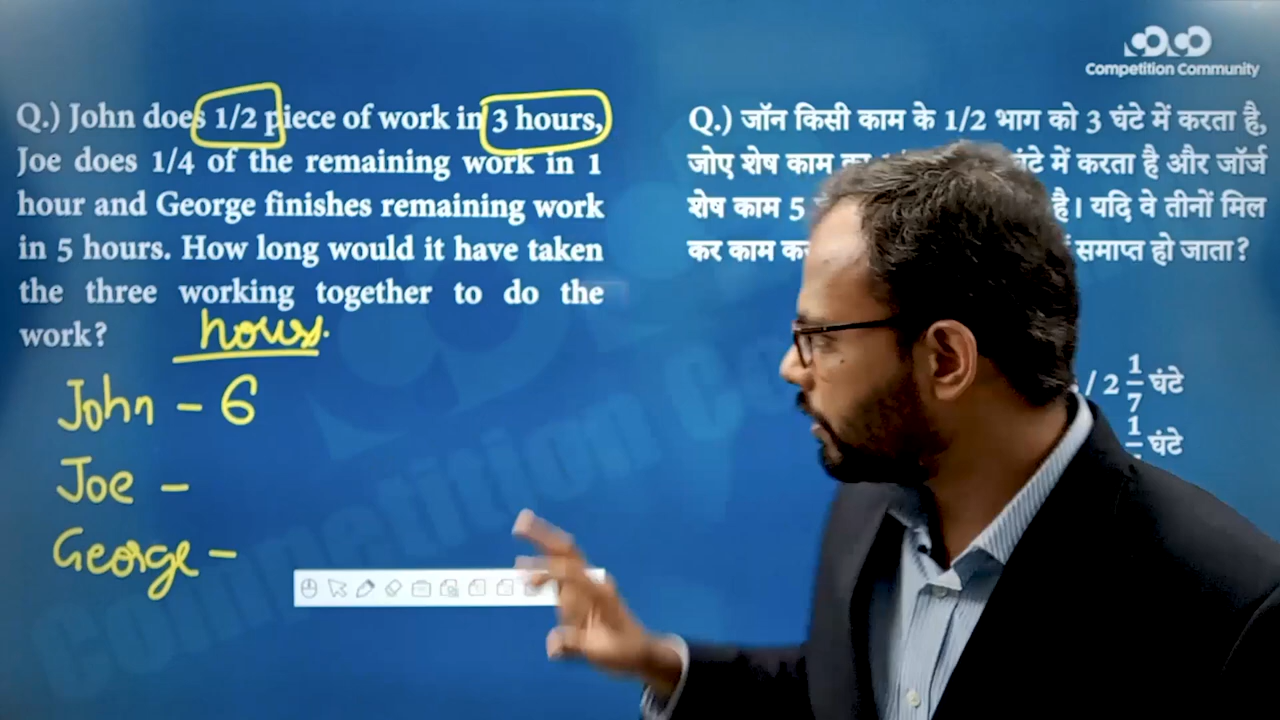 Competition Community
Q.) John does 1/2 piece of work in 3 hours,
Joe does 1/4 of the remaining work in 1
hour and George finishes remaining work
in 5 hours. How long would it have taken
the three working together to do the
work?
hours.
John - 6
Joe -
George -
Q.) जॉन किसी काम के 1/2 भाग को 3 घंटे में करता है,
जोए शेष काम में करता है और जॉर्ज
शेष काम 5 है। यदि वे तीनों मिल
कर काम समाप्त हो जाता?
/ 2 1/7 घंटे
घंटे
Competition